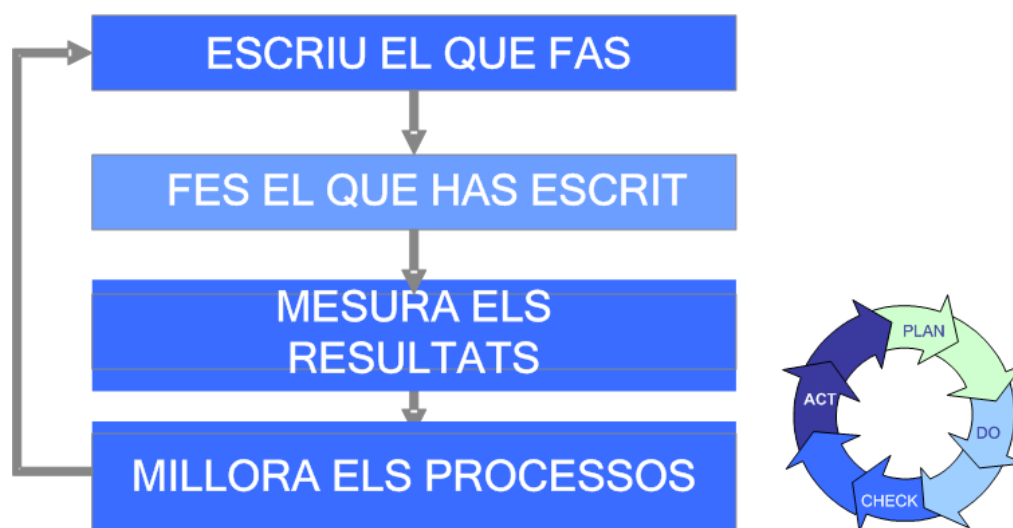 ESCRIU EL QUE FAS
FES EL QUE HAS ESCRIT
MESURA ELS
RESULTATS
MILLORA ELS PROCESSOS
PLAN
DO
CHECK
ACT